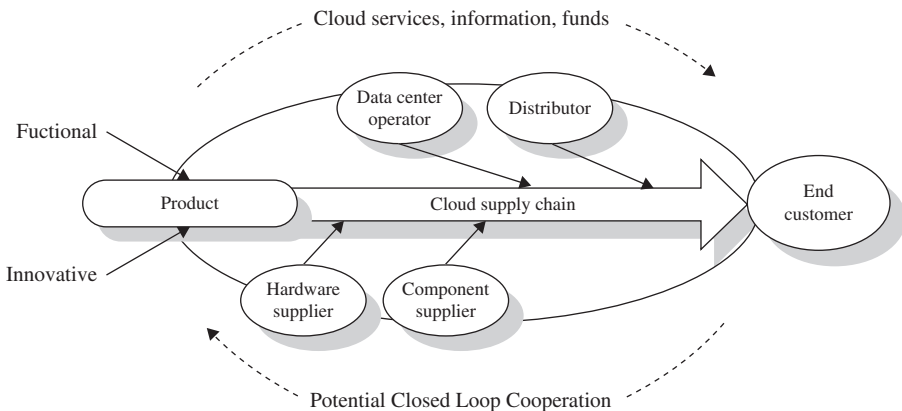 Cloud services, information, funds
Data center
operator
Distributor
Fuctional
Product
Cloud supply chain
End
customer
Innovative
Hardware
supplier
Component
supplier
Potential Closed Loop Cooperation